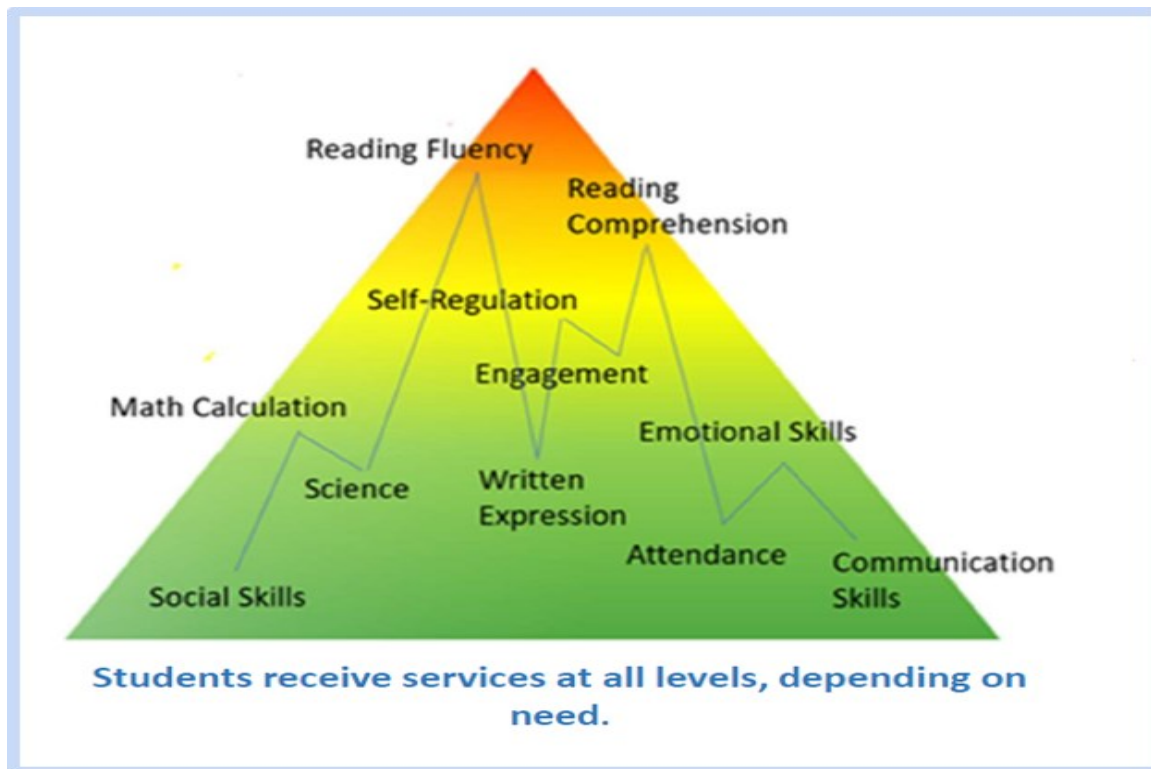 Reading Fluency
Reading
Comprehension
Self-Regulation
Engagement
Math Calculation
Emotional Skills
Science
Written
Expression
Attendance
Communication
Skills
Social Skills
Students receive services at all levels, depending on
need.